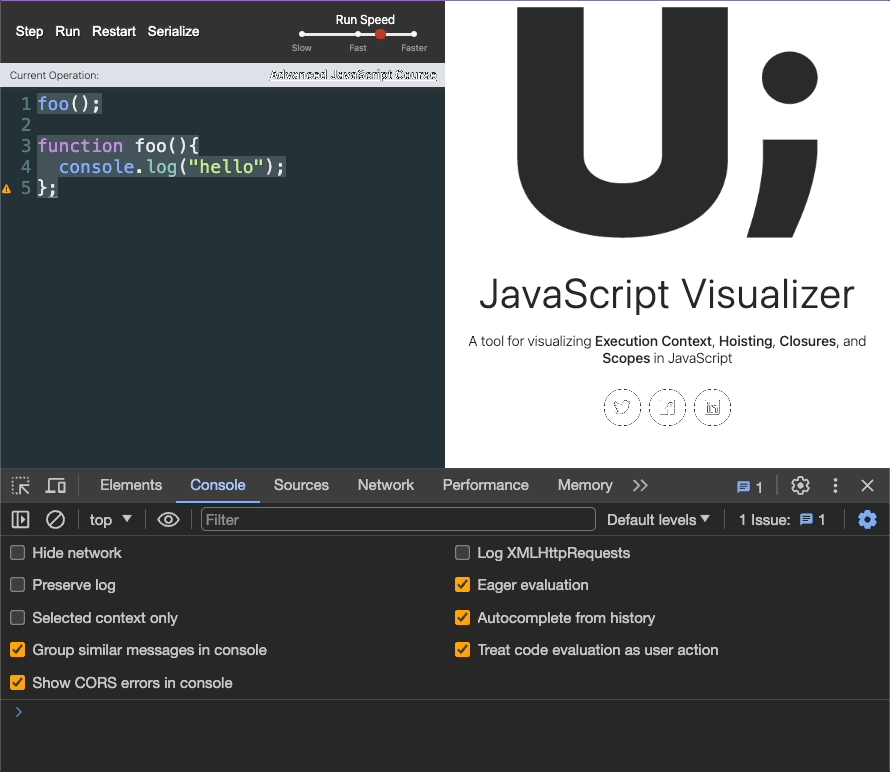 Step Run Restart Serialize
Run Speed
Slow Fast Faster
Current Operation:
Advanced JavaScript Course
1 foo();
2
3 function foo(){
4 console.log("hello");
5 };
U;
JavaScript Visualizer
A tool for visualizing Execution Context, Hoisting, Closures, and
Scopes in JavaScript
Elements Console Sources Network Performance Memory 1
top Filter Default levels 1 Issue: 1
Hide network
Log XMLHttpRequests
Preserve log
Eager evaluation
Selected context only
Autocomplete from history
Group similar messages in console
Treat code evaluation as user action
Show CORS errors in console